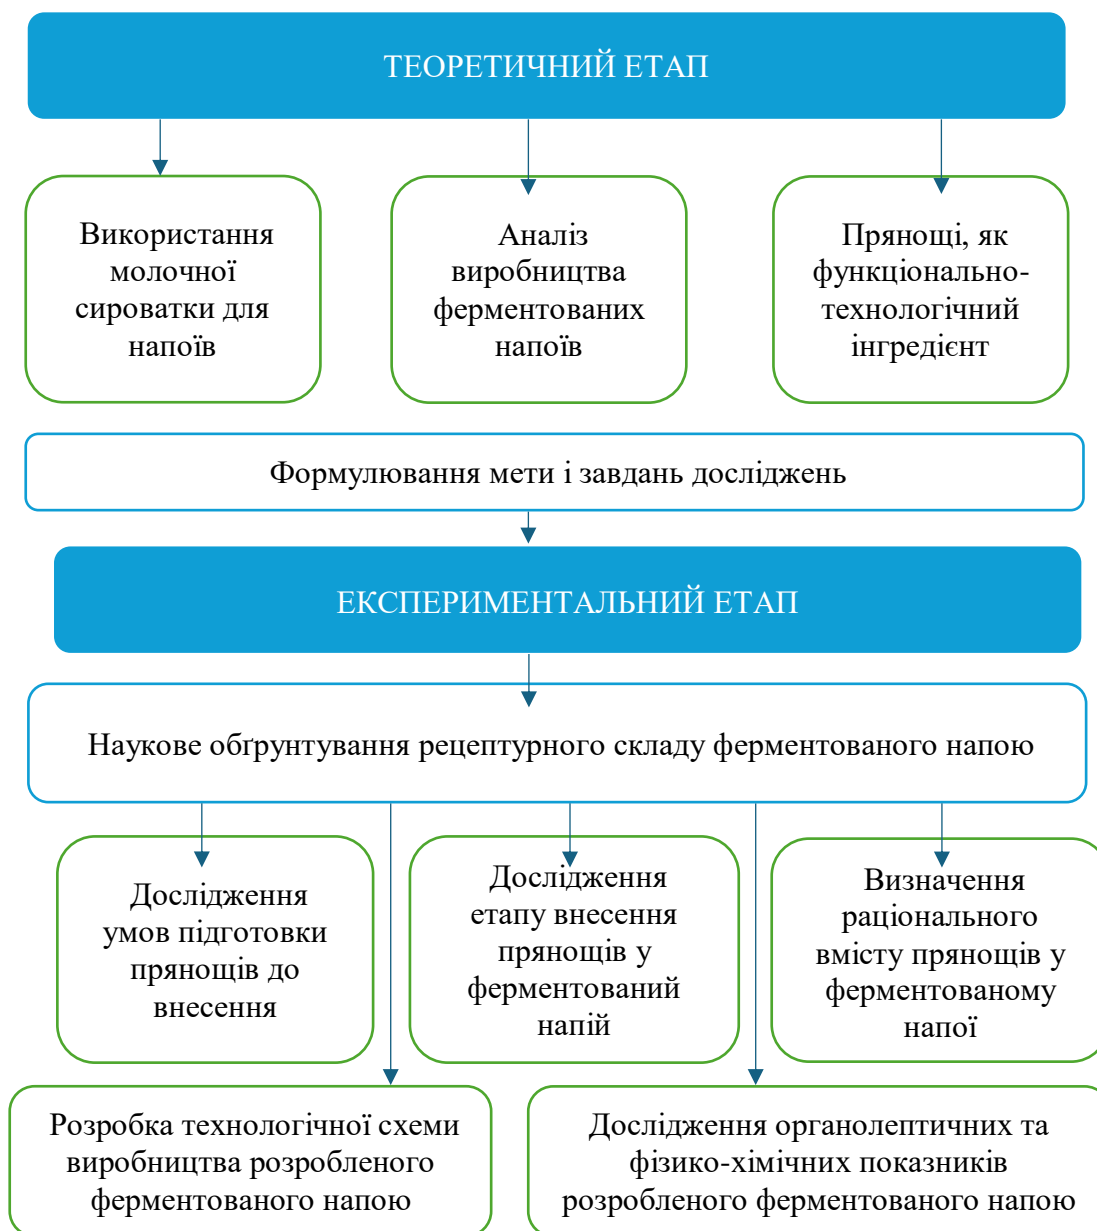 ТЕОРЕТИЧНИЙ ЕТАП
Використання
молочної
сироватки для
напоїв
Аналіз
виробництва
ферментованих
напоїв
Прянощі, як
функціонально-
технологічний
інгредієнт
Формулювання мети і завдань досліджень
ЕКСПЕРИМЕНТАЛЬНИЙ ЕТАП
Наукове обґрунтування рецептурного складу ферментованого напою
Дослідження
умов підготовки
прянощів до
внесення
Дослідження
етапу внесення
прянощів у
ферментований
напій
Визначення
раціонального
вмісту прянощів у
ферментованому
напої
Розробка технологічної схеми
виробництва розробленого
ферментованого напою
Дослідження органолептичних та
фізико-хімічних показників
розробленого ферментованого напою